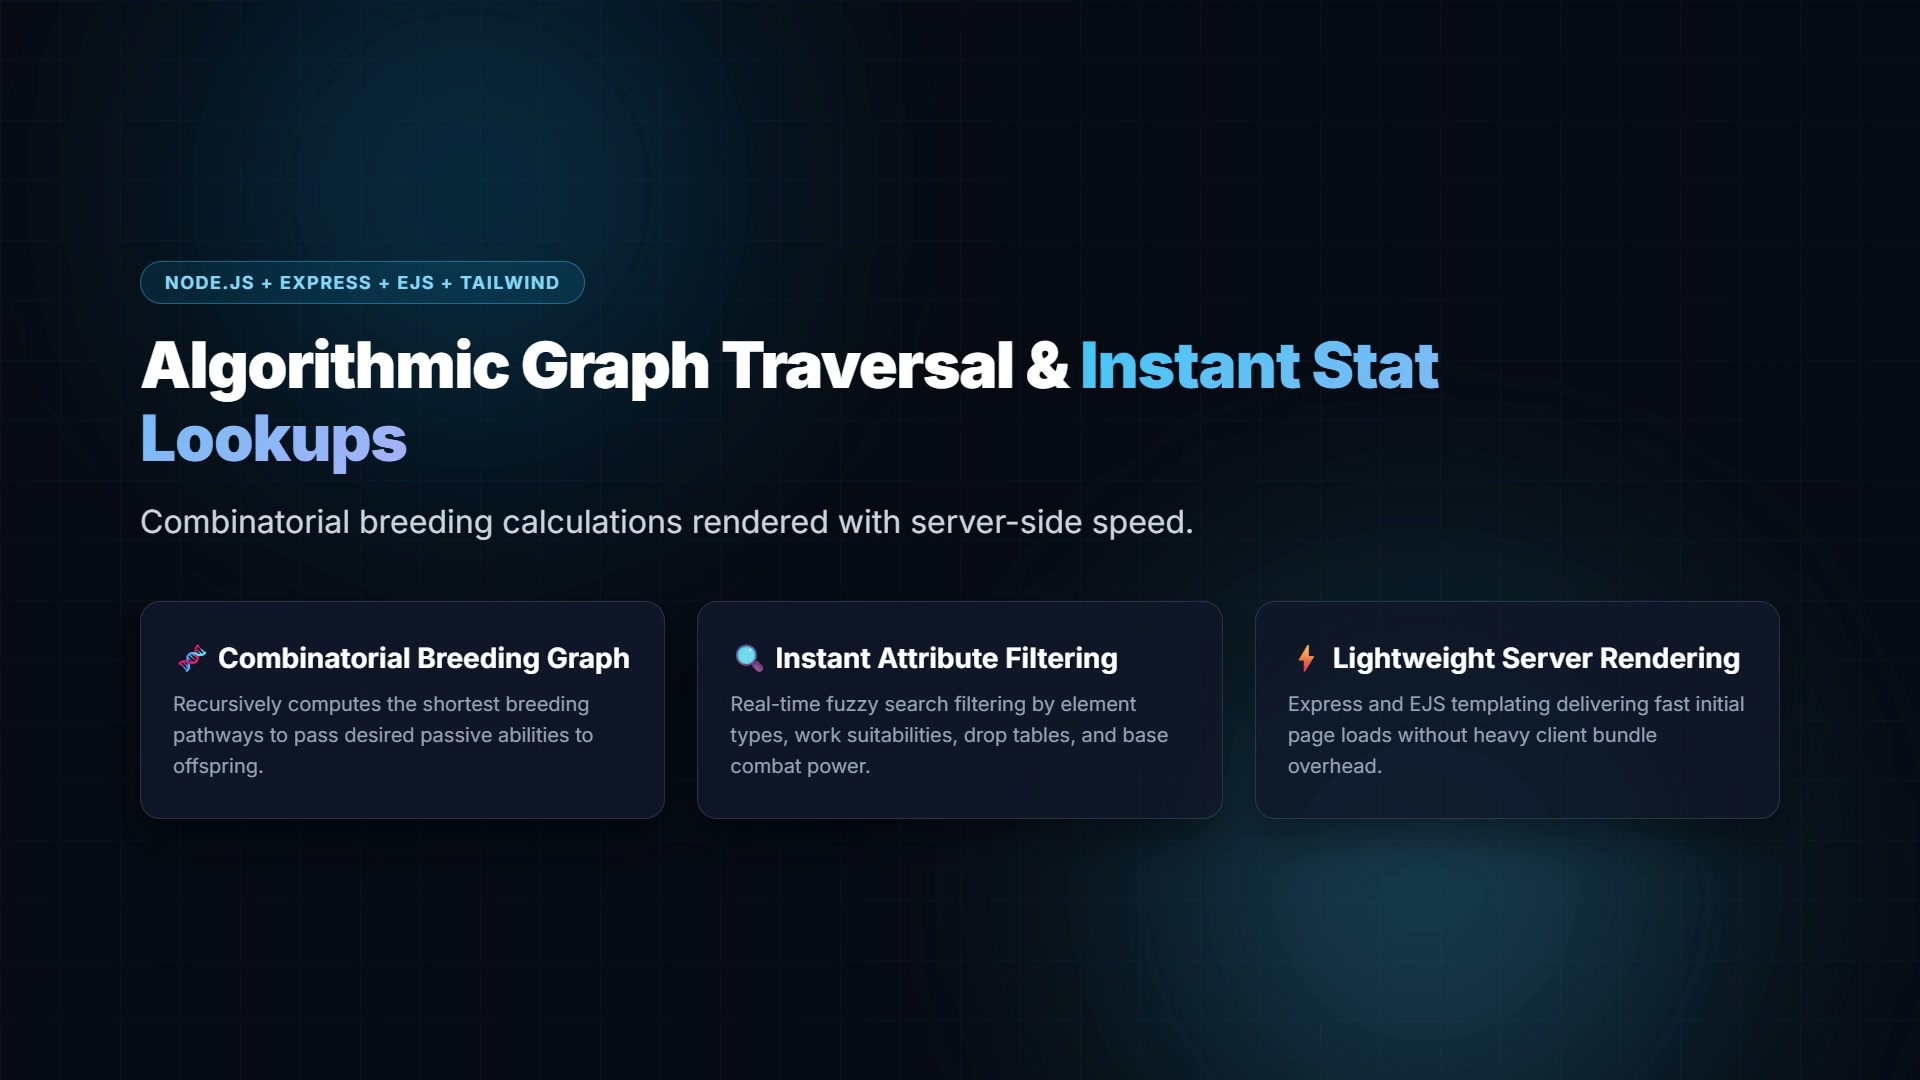 NODE.JS + EXPRESS + EJS + TAILWIND
Algorithmic Graph Traversal & Instant Stat
Lookups
Combinatorial breeding calculations rendered with server-side speed.
🧬 Combinatorial Breeding Graph
Recursively computes the shortest breeding
pathways to pass desired passive abilities to
offspring.
🔍 Instant Attribute Filtering
Real-time fuzzy search filtering by element
types, work suitabilities, drop tables, and base
combat power.
⚡ Lightweight Server Rendering
Express and EJS templating delivering fast initial
page loads without heavy client bundle
overhead.